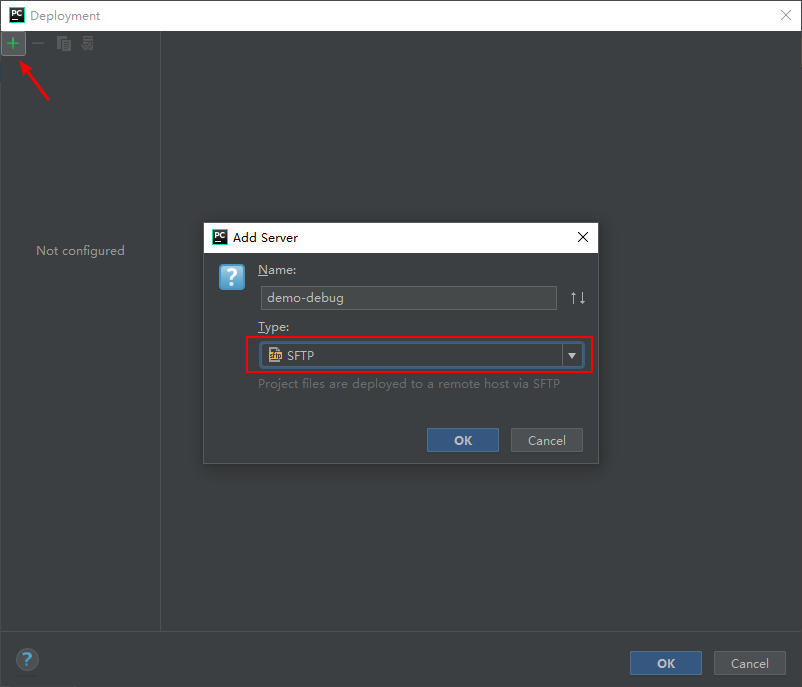 PC Deployment
Not configured
PC Add Server
?
Name:
demo-debug
Type:
SFTP
Project files are deployed to a remote host via SFTP
OK Cancel
?
OK Cancel